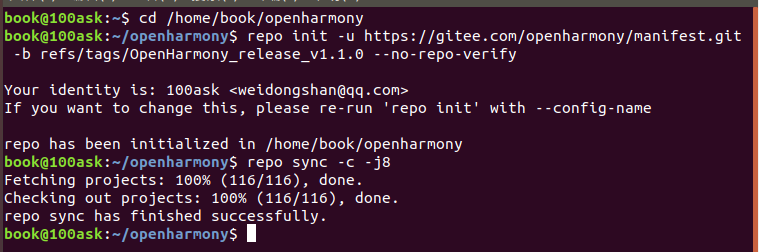 book@100ask:~$ cd /home/book/openharmony
book@100ask:~/openharmony$ repo init -u https://gitee.com/openharmony/manifest.git
 -b refs/tags/OpenHarmony_release_v1.1.0 --no-repo-verify
Your identity is: 100ask <weidongshan@qq.com>
If you want to change this, please re-run 'repo init' with --config-name
repo has been initialized in /home/book/openharmony
book@100ask:~/openharmony$ repo sync -c -j8
Fetching projects: 100% (116/116), done.
Checking out projects: 100% (116/116), done.
repo sync has finished successfully.
book@100ask:~/openharmony$